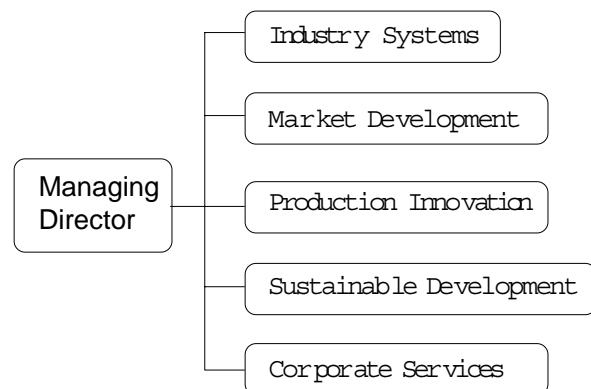 Industry Systems
Market Development
Managing
Director
Production Innovation
Sustainable Development
Corporate Services